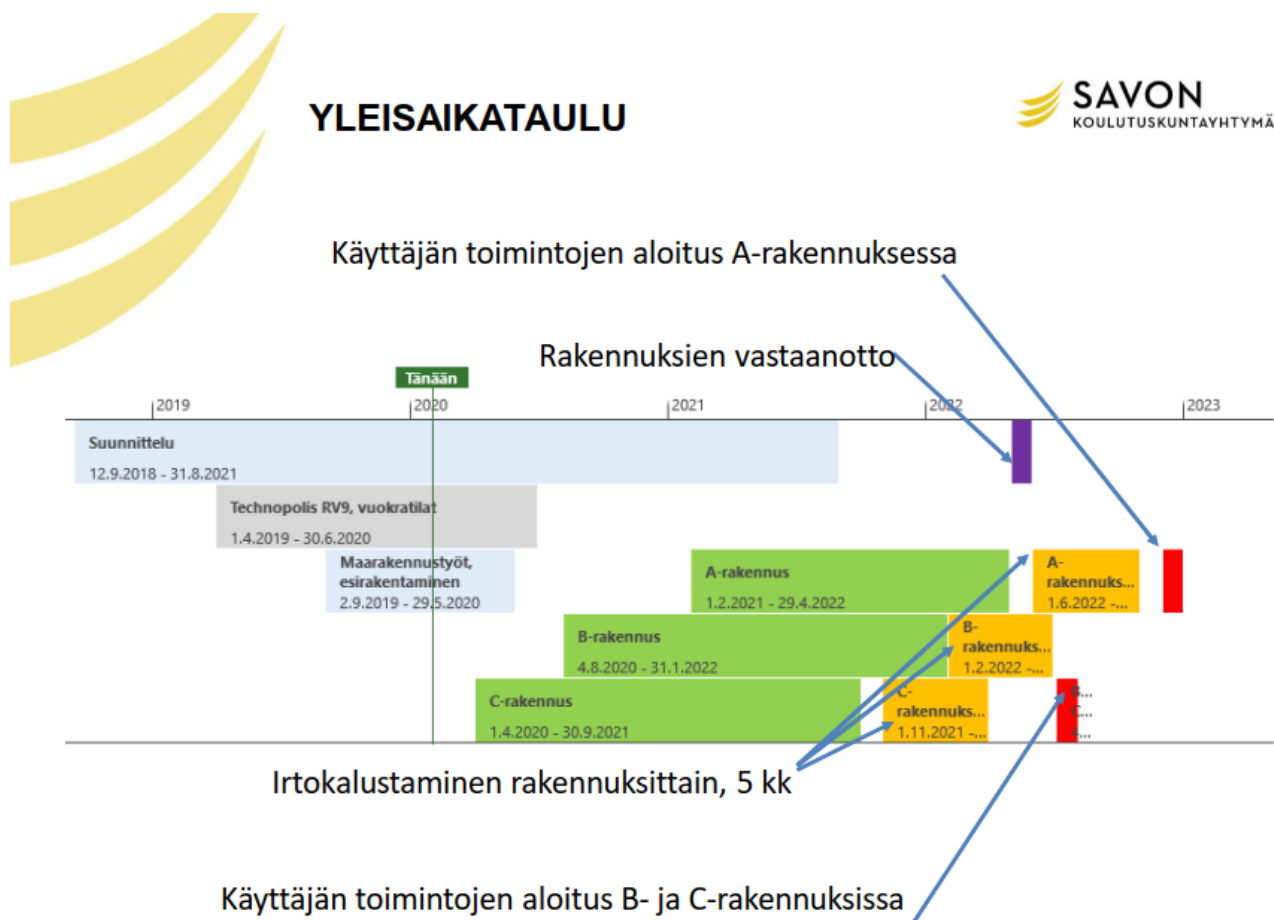 YLEISAIKATAULU
SAVON
KOULUTUSKUNTAYHTYMÄ
Käyttäjän toimintojen aloitus A-rakennuksessa
Rakennuksien vastaanotto
Tänään
2019
2020
2021
2022
2023
Suunnittelu
12.9.2018 - 31.8.2021
Technopolis RV9, vuokratilat
1.4.2019 - 30.6.2020
Maarakennustyöt,
esirakentaminen
2.9.2019 - 29.5.2020
A-rakennus
1.2.2021 - 29.4.2022
A-
rakennuks...
1.6.2022 -...
B-rakennus
4.8.2020 - 31.1.2022
B-
rakennuks...
1.2.2022 -...
C-rakennus
1.4.2020 - 30.9.2021
C-
rakennuks...
1.11.2021 -...
B...
C...
4...
Irtokalustaminen rakennuksittain, 5 kk
Käyttäjän toimintojen aloitus B- ja C-rakennuksissa